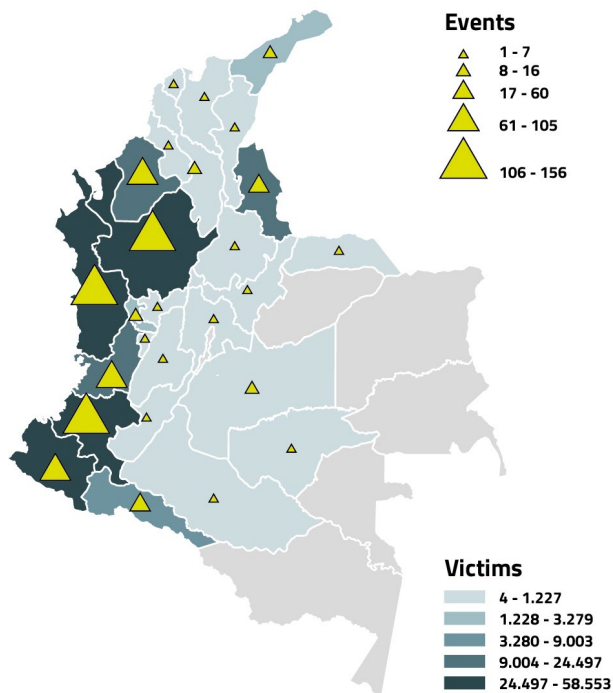 Events
1 - 7
8 - 16
17 - 60
61 - 105
106 - 156
Victims
4 - 1.227
1.228 - 3.279
3.280 - 9.003
9.004 - 24.497
24.497 - 58.553